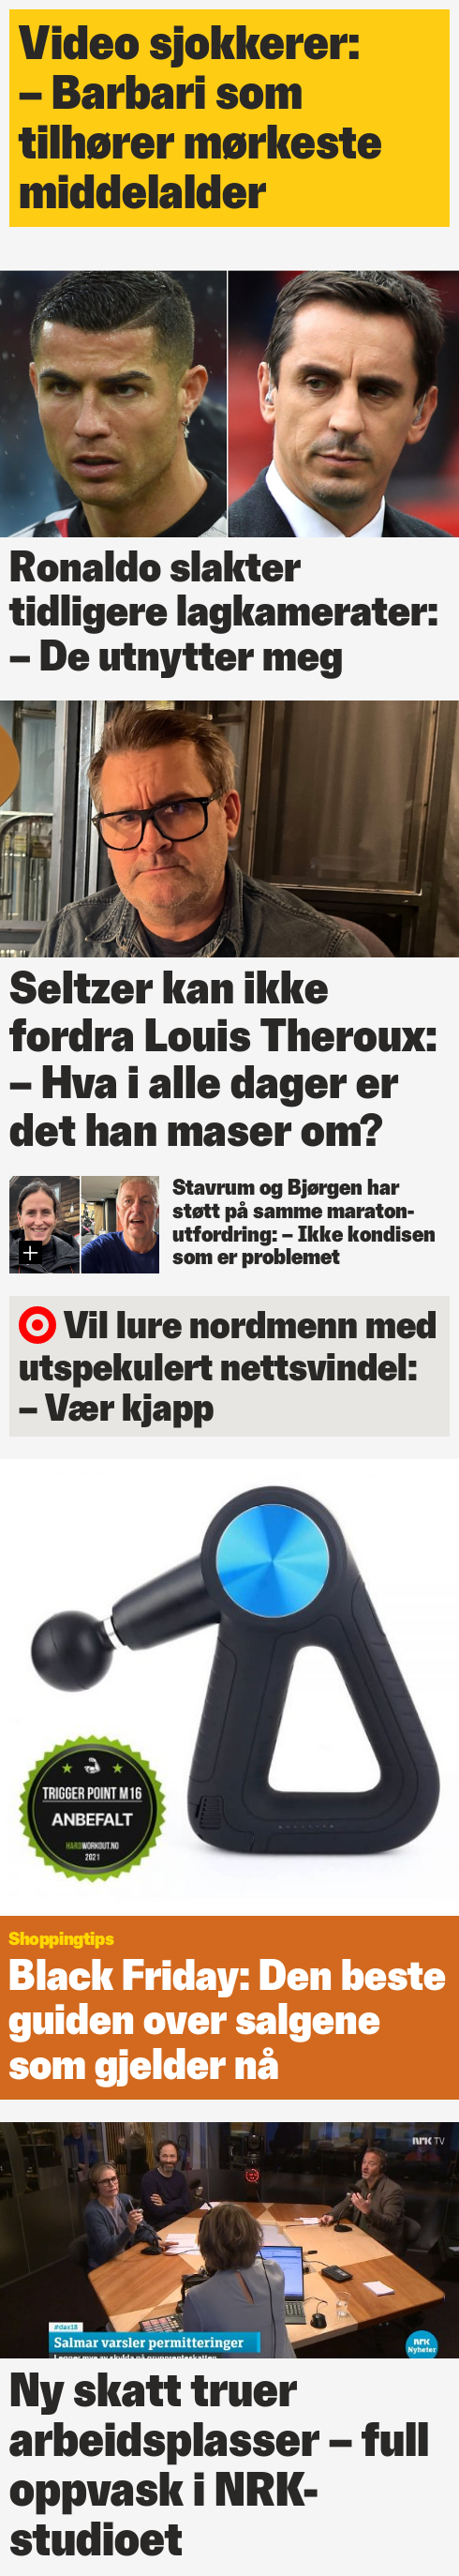 Video sjokkerer:
– Barbari som
tilhører mørkeste
middelalder
Ronaldo slakter
tidligere lagkamerater:
– De utnytter meg
Seltzer kan ikke
fordra Louis Theroux:
– Hva i alle dager er
det han maser om?
Stavrum og Bjørgen har
støtt på samme maraton-
utfordring: – Ikke kondisen
som er problemet
Vil lure nordmenn med
utspekulert nettsvindel:
– Vær kjapp
TRIGGER POINT M16
ANBEFALT
HARDWORKOUT.NO
2021
Shoppingtips
Black Friday: Den beste
guiden over salgene
som gjelder nå
NRK TV
#dax18
Salmar varsler permitteringer
NRK
Nyheter
Ny skatt truer
arbeidsplasser – full
oppvask i NRK-
studioet